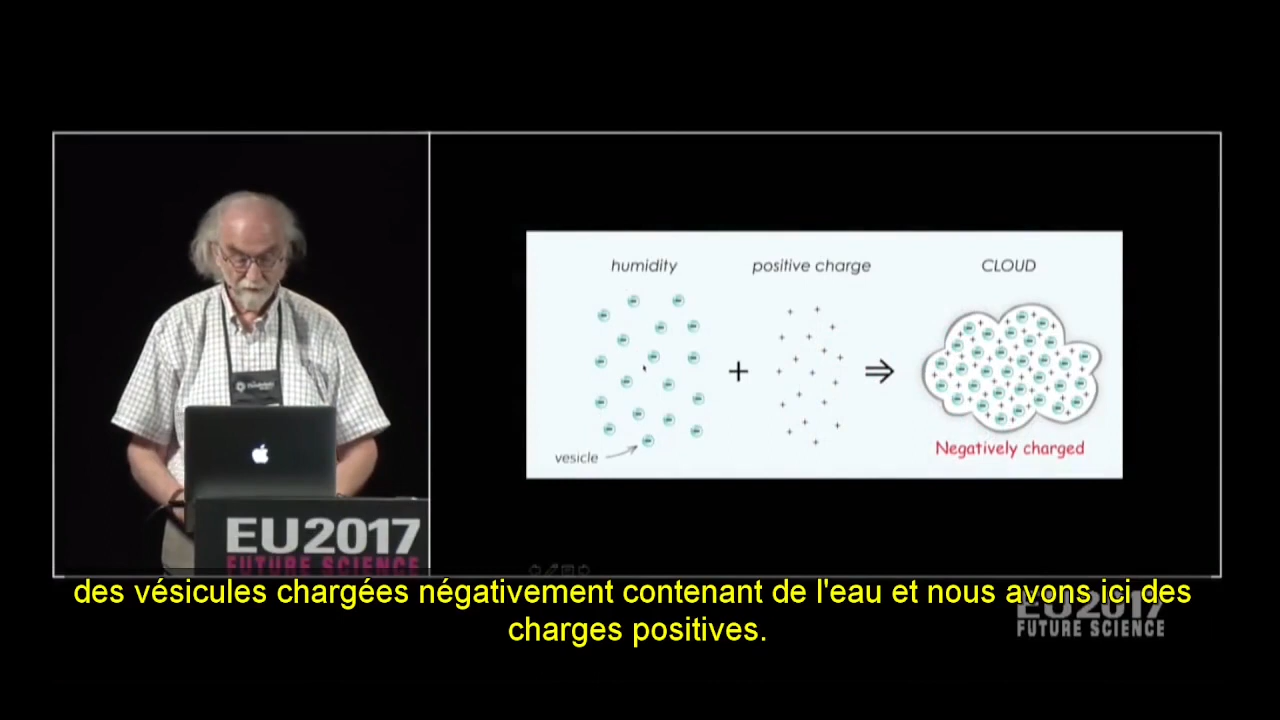 humidity
positive charge
CLOUD
+
⇒
Negatively charged
vesicle
EU2017
FUTURE SCIENCE
des vésicules chargées négativement contenant de l'eau et nous avons ici des
charges positives.
EU2017
FUTURE SCIENCE